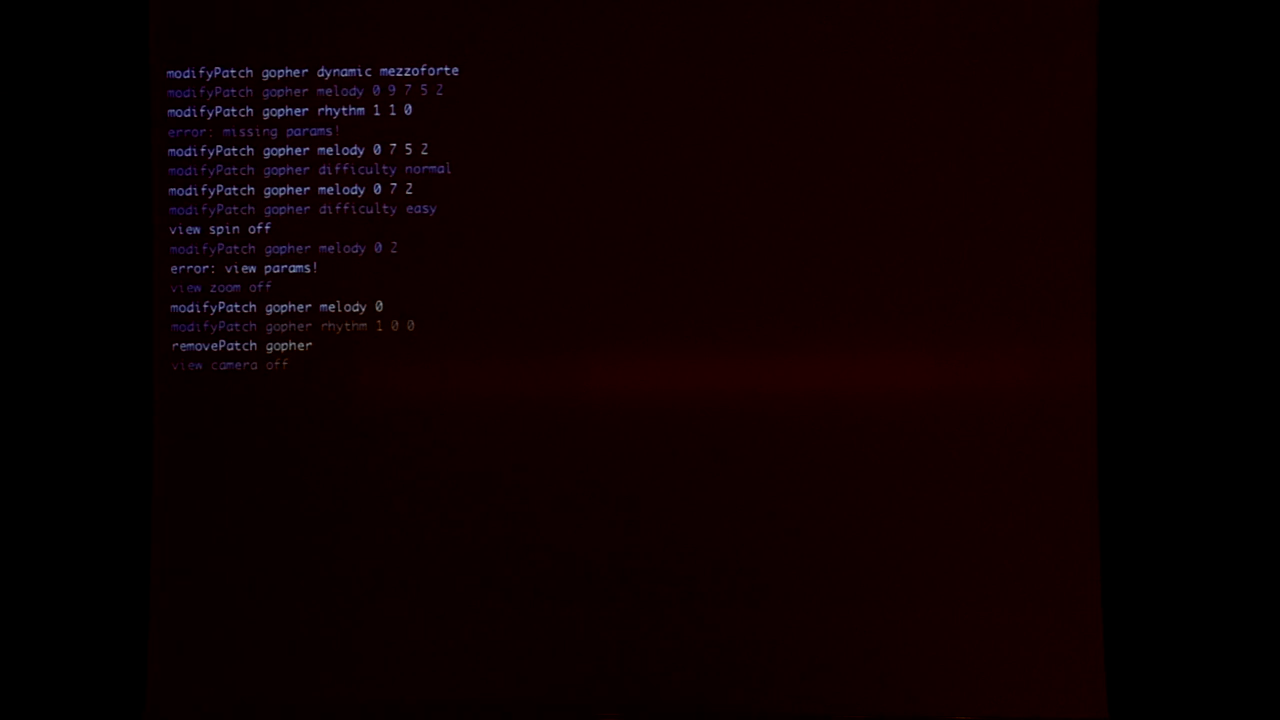 modifyPatch gopher dynamic mezzoforte
modifyPatch gopher melody 0 9 7 5 2
modifyPatch gopher rhythm 1 1 0
error: missing params!
modifyPatch gopher melody 0 7 5 2
modifyPatch gopher difficulty normal
modifyPatch gopher melody 0 7 2
modifyPatch gopher difficulty easy
view spin off
modifyPatch gopher melody 0 2
error: view params!
view zoom off
modifyPatch gopher melody 0
modifyPatch gopher rhythm 1 0 0
removePatch gopher
view camera off